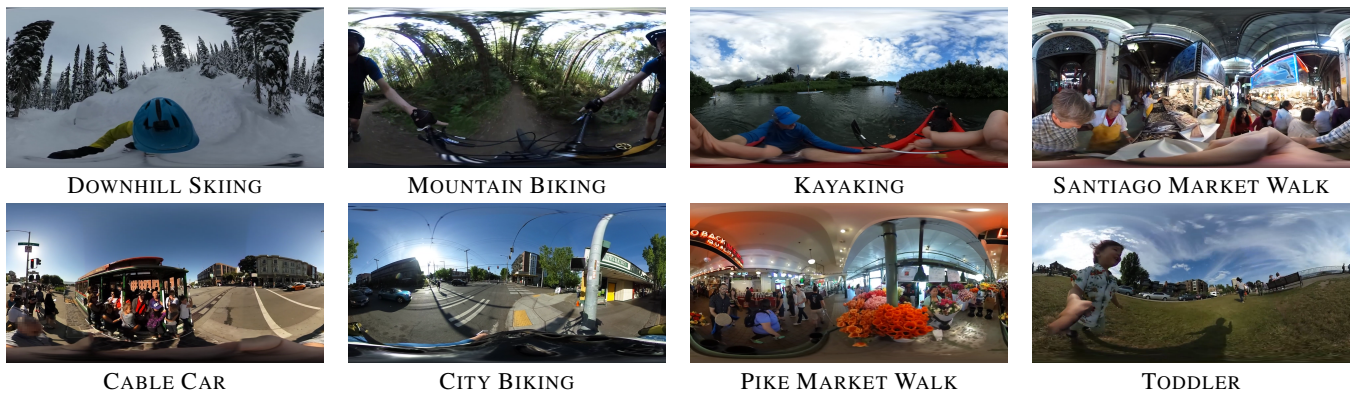 DOWNHILL SKIING
MOUNTAIN BIKING
KAYAKING
SANTIAGO MARKET WALK
CABLE CAR
CITY BIKING
PIKE MARKET WALK
TODDLER